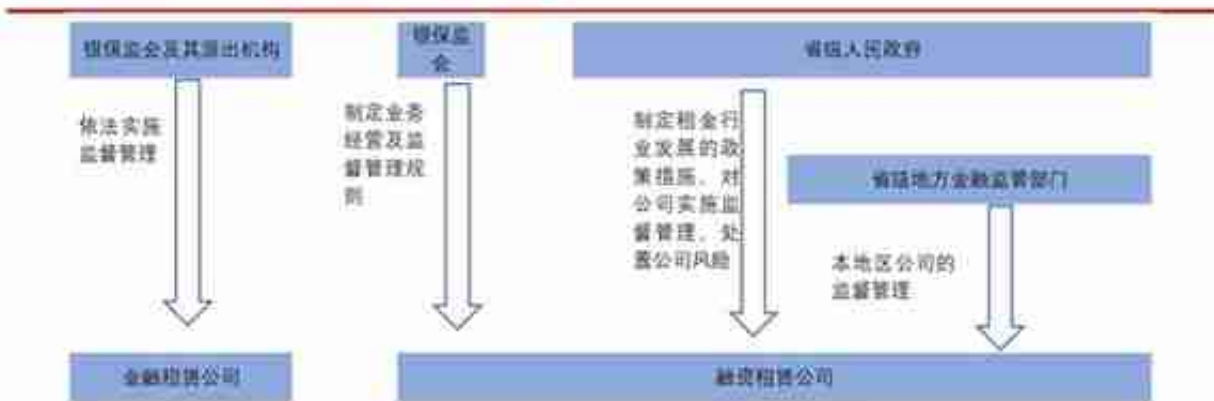 银保监会及其派出机构
银保监
会
省级人民政府
依法实施
监督管理
制定业务
经营及监
督管理规
则
制定租金行
业发展的政
策措施、对
公司实施监
督管理、处
置公司风险
省级地方金融监管部门
本地区公司的
监督管理
金融租赁公司
融资租赁公司